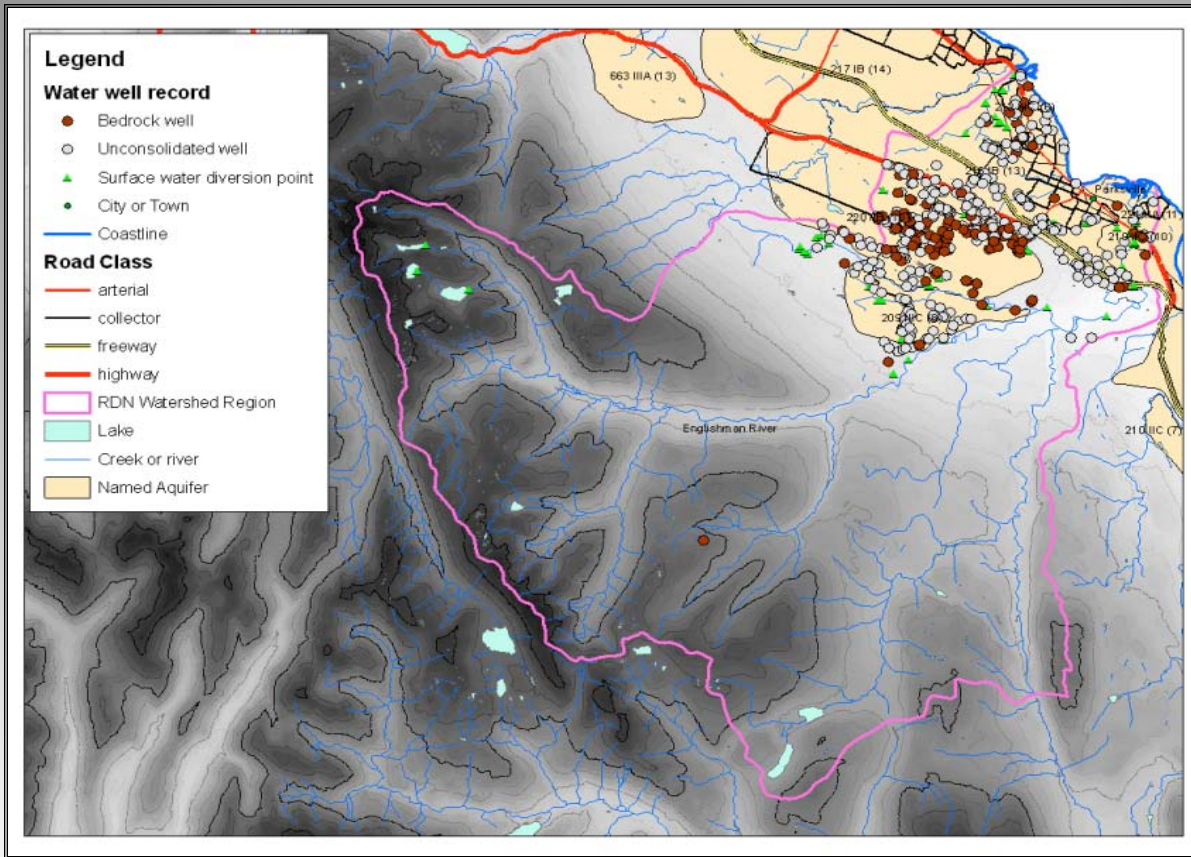 Legend
Water well record
Bedrock well
Unconsolidated well
Surface water diversion point
City or Town
Coastline
Road Class
arterial
collector
freeway
highway
RDN Watershed Region
Lake
Creek or river
Named Aquifer
663 IIIA (13)
217 IB (14)
(13)
Parksville
220
209 IIC
Englishman River
210 IIC (7)